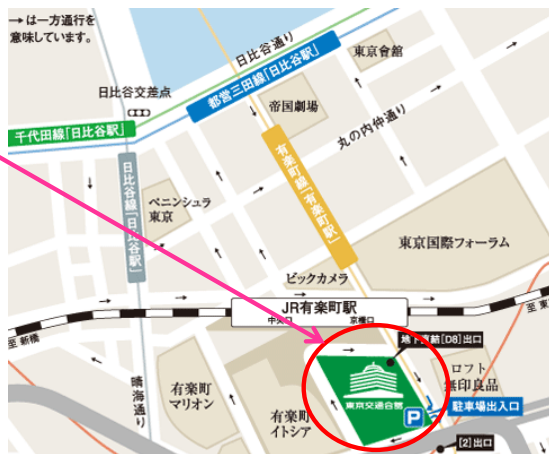 → は一方通行を
意味しています。
日比谷通り
東京會舘
都営三田線「日比谷駅」
日比谷交差点
帝国劇場
千代田線「日比谷駅」
丸の内仲通り
有楽町線「有楽町駅」
日比谷線「日比谷駅」
ペニンシュラ
東京
東京国際フォーラム
ビックカメラ
JR有楽町駅
中央口
京橋口
至 新橋
至 東
地下直結[D8]出口
ロフト
無印良品
晴海通り
有楽町
マリオン
有楽町
イトシア
東京交通会館
P
駐車場出入口
[2]出口